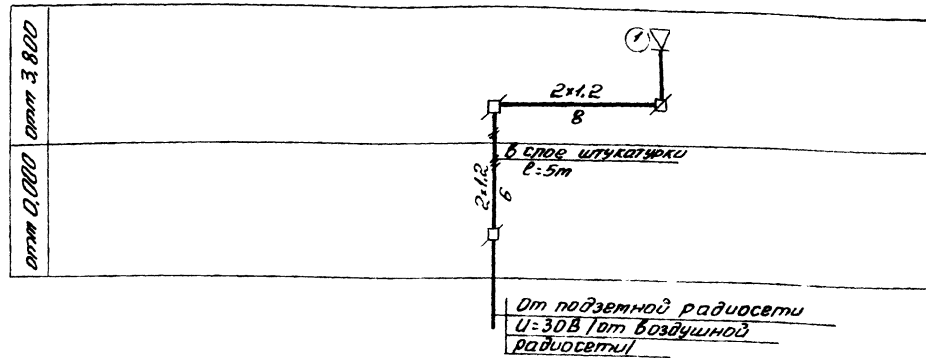 отм 3,800
отм 0,000
1
2×1.2
8
в слое штукатурки
ℓ=5м
2×1.2
6
От подземной радиосети
U=30В /от воздушной
радиосети/